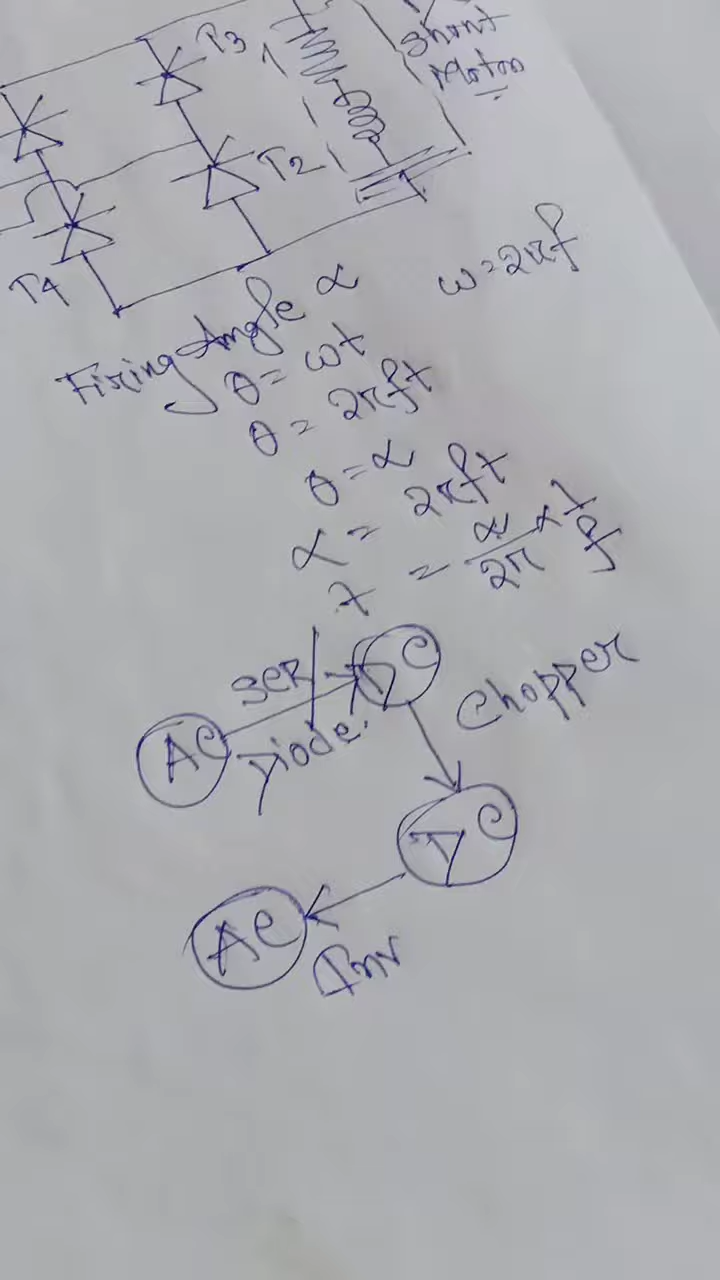 T3
Shunt
Motor
T2
T4
Firing Angle α
ω = 2πf
θ = ωt
θ = 2πft
θ = α
α = 2πft
t = α/2π × 1/f
SCR
DC
AC
Diode
Chopper
DC
AC
Inv